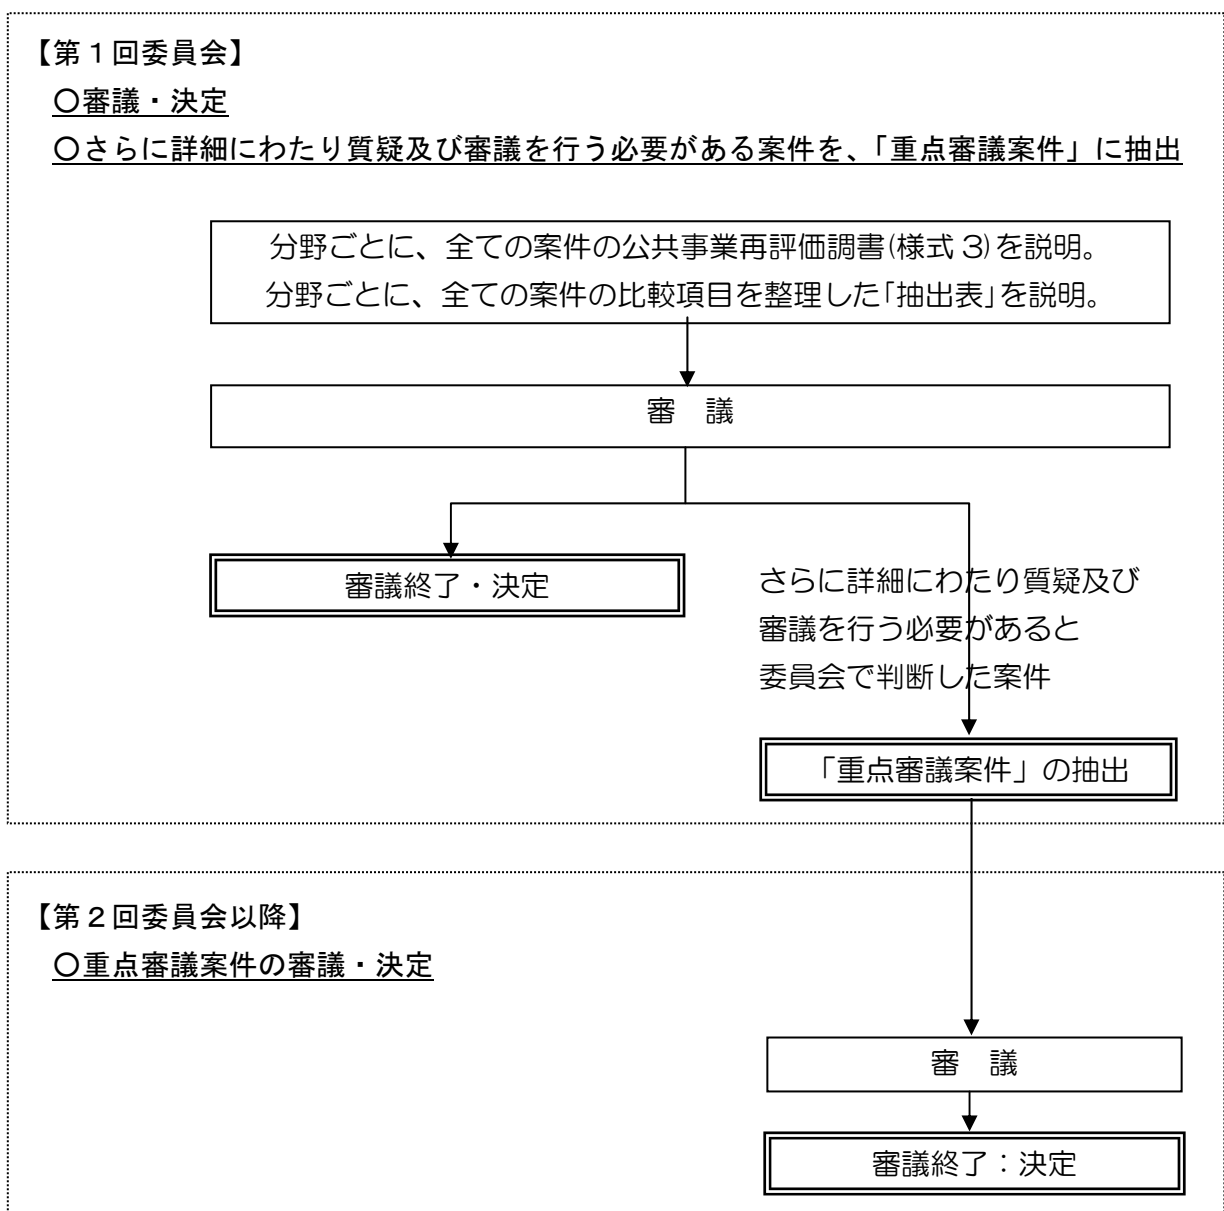 【第１回委員会】
○審議・決定
○さらに詳細にわたり質疑及び審議を行う必要がある案件を、「重点審議案件」に抽出
分野ごとに、全ての案件の公共事業再評価調書(様式 3)を説明。
分野ごとに、全ての案件の比較項目を整理した「抽出表」を説明。
審　議
審議終了・決定
さらに詳細にわたり質疑及び
審議を行う必要があると
委員会で判断した案件
「重点審議案件」の抽出
【第２回委員会以降】
○重点審議案件の審議・決定
審　議
審議終了：決定